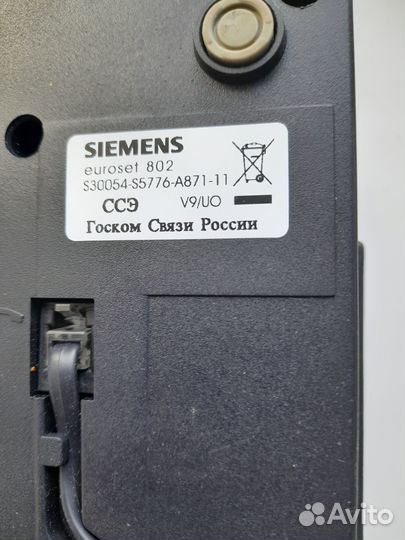 SIEMENS
euroset 802
S30054-S5776-A871-11
ССЭ V9/UO
Госком Связи России
Avito